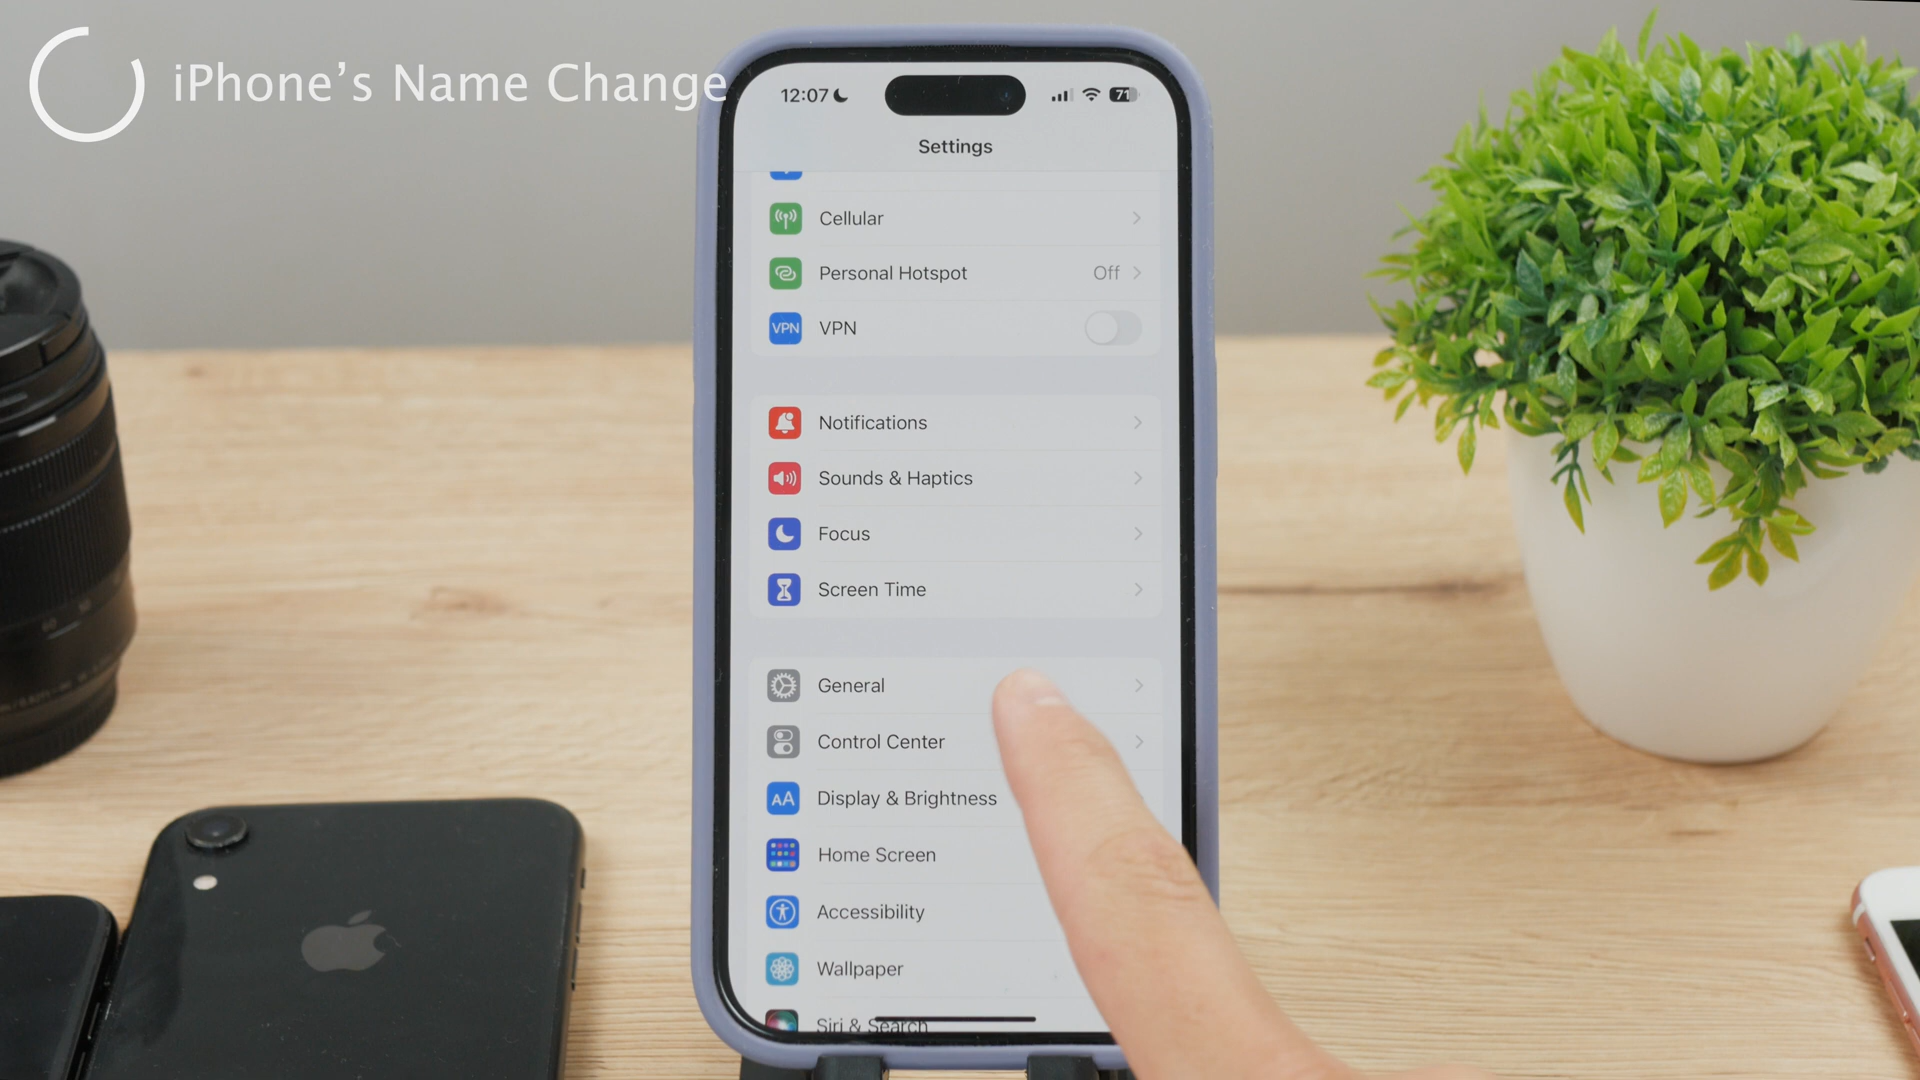 iPhone's Name Change
12:07
71
Settings
Cellular
Personal Hotspot Off
VPN VPN
Notifications
Sounds & Haptics
Focus
Screen Time
General
Control Center
AA Display & Brightness
Home Screen
Accessibility
Wallpaper
Siri & Search